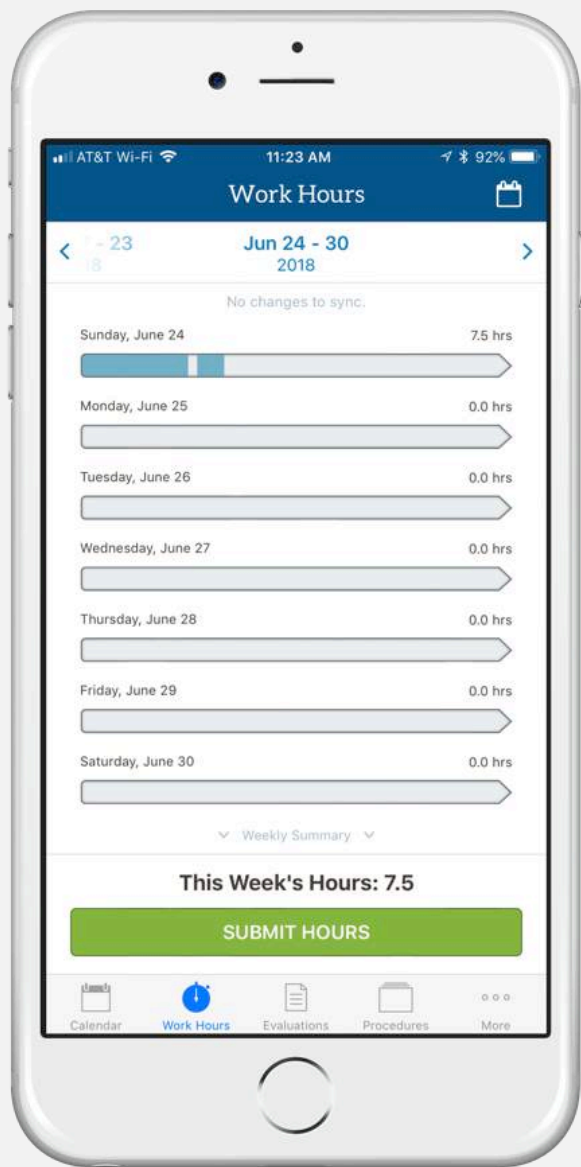 AT&T Wi-Fi 11:23 AM 92%
Work Hours
- 23 Jun 24 - 30
2018
No changes to sync.
Sunday, June 24 7.5 hrs
Monday, June 25 0.0 hrs
Tuesday, June 26 0.0 hrs
Wednesday, June 27 0.0 hrs
Thursday, June 28 0.0 hrs
Friday, June 29 0.0 hrs
Saturday, June 30 0.0 hrs
Weekly Summary
This Week's Hours: 7.5
SUBMIT HOURS
Calendar Work Hours Evaluations Procedures More